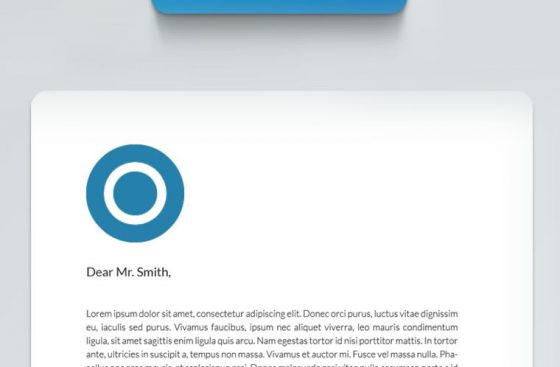 Dear Mr. Smith,
Lorem ipsum dolor sit amet, consectetur adipiscing elit. Donec orci purus, luctus vitae dignissim
eu, iaculis sed purus. Vivamus faucibus, ipsum nec aliquet viverra, leo mauris condimentum
ligula, sit amet sagittis enim ligula quis arcu. Nam egestas tortor id nisi porttitor mattis. In tortor
ante, ultricies in suscipit a, tempus non massa. Vivamus et auctor mi. Fusce vel massa nulla. Pha-